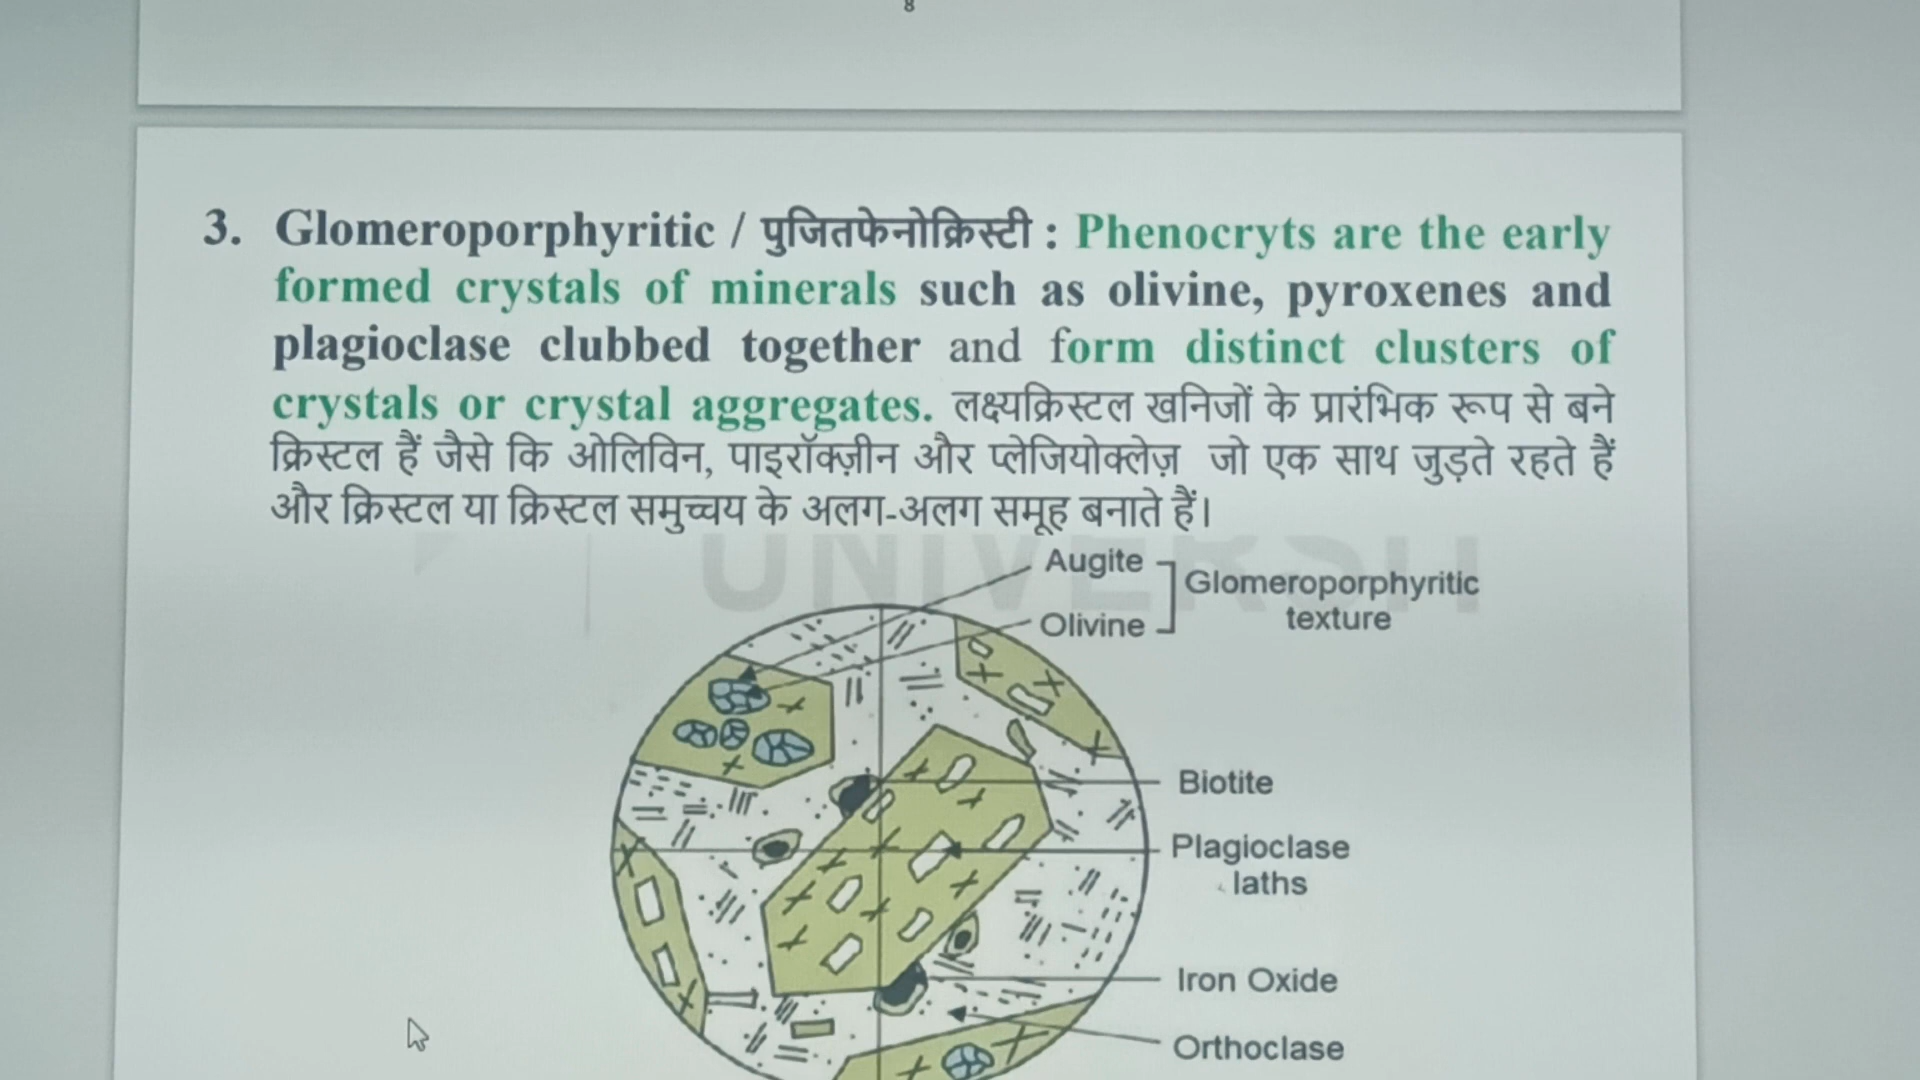 8
3. Glomeroporphyritic / पुजितफेनोक्रिस्टी : Phenocryts are the early
formed crystals of minerals such as olivine, pyroxenes and
plagioclase clubbed together and form distinct clusters of
crystals or crystal aggregates. लक्ष्यक्रिस्टल खनिजों के प्रारंभिक रूप से बने
क्रिस्टल हैं जैसे कि ओलिविन, पाइरॉक्ज़ीन और प्लेजियोक्लेज़ जो एक साथ जुड़ते रहते हैं
और क्रिस्टल या क्रिस्टल समुच्चय के अलग-अलग समूह बनाते हैं।
Augite
Olivine
Glomeroporphyritic
texture
Biotite
Plagioclase
laths
Iron Oxide
Orthoclase